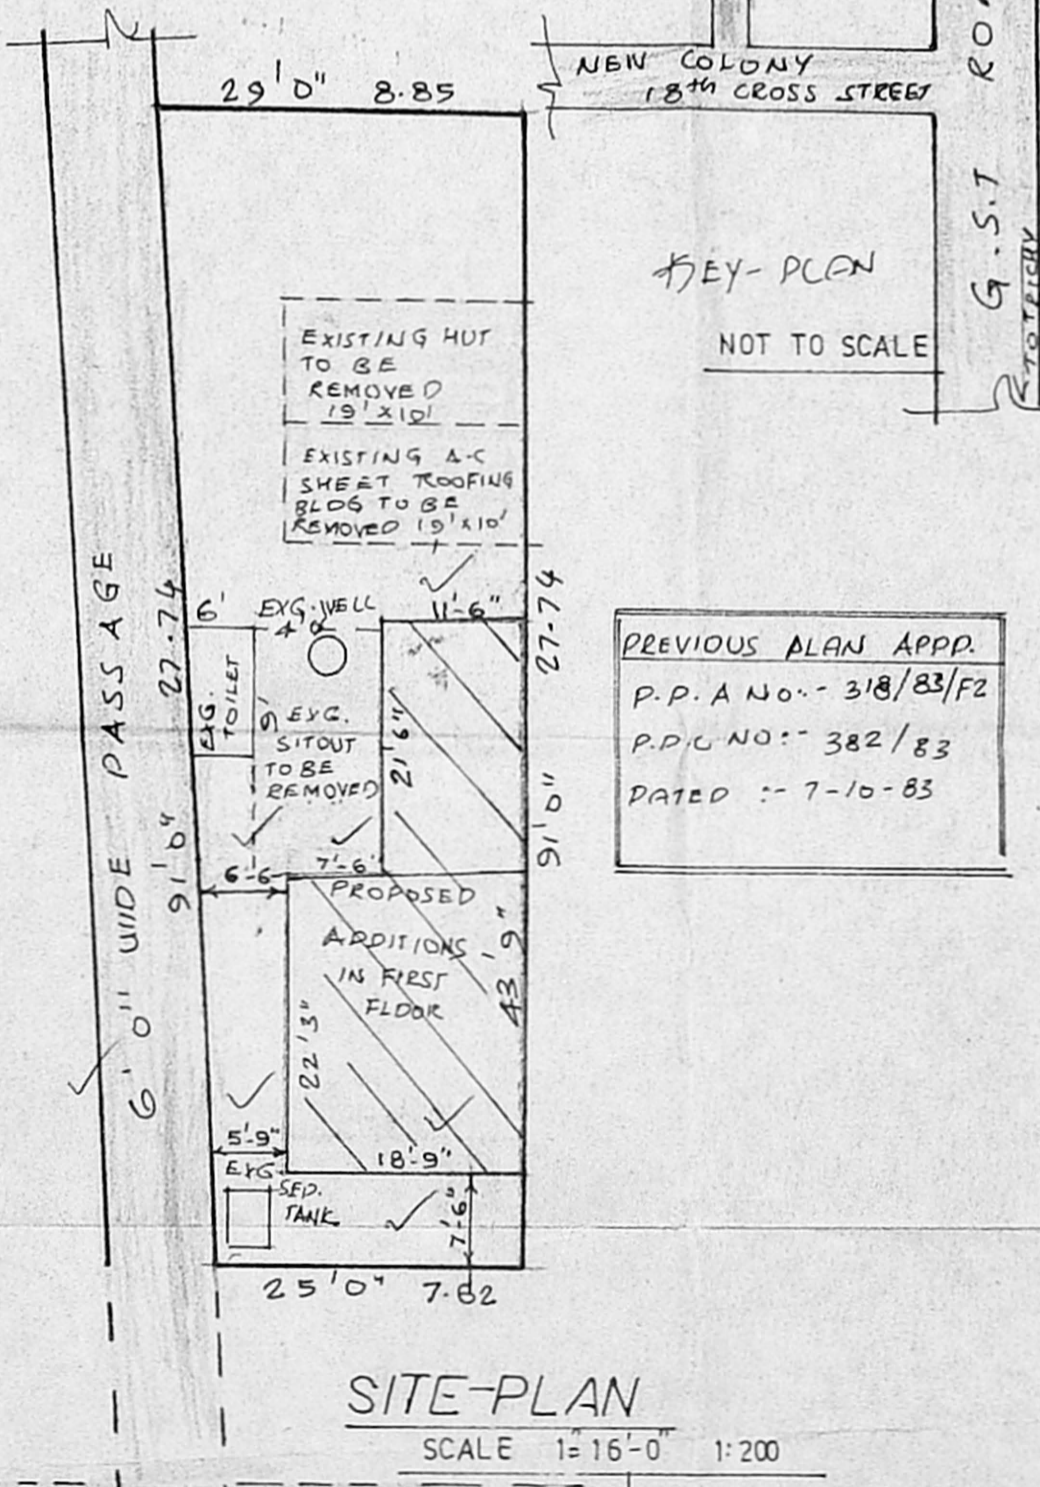 NEW COLONY
18th CROSS STREET
G.S.T
TO TRICHY
29'0" 8.85
KEY-PLAN
NOT TO SCALE
EXISTING HUT
TO BE
REMOVED
19'X10'
EXISTING A-C
SHEET ROOFING
BLDG TO BE
REMOVED 19'X10'
6'0" WIDE PASSAGE
91'0" 27.74
91'0" 27.74
6'
EXG. WELL
11'-6"
EXG.
TOILET
9'
EXG.
SITOUT
TO BE
REMOVED
21'6"
PREVIOUS PLAN APPD.
P.P.A NO:- 318/83/F2
P.P.C NO:- 382/83
DATED :- 7-10-83
6-6
7'-6"
PROPOSED
ADDITIONS
IN FIRST
FLOOR
43'9"
22'3"
5'-9"
18'-9"
EXG.
SEP.
TANK
7'-6"
25'0" 7.62
SITE-PLAN
SCALE 1"=16'-0" 1:200